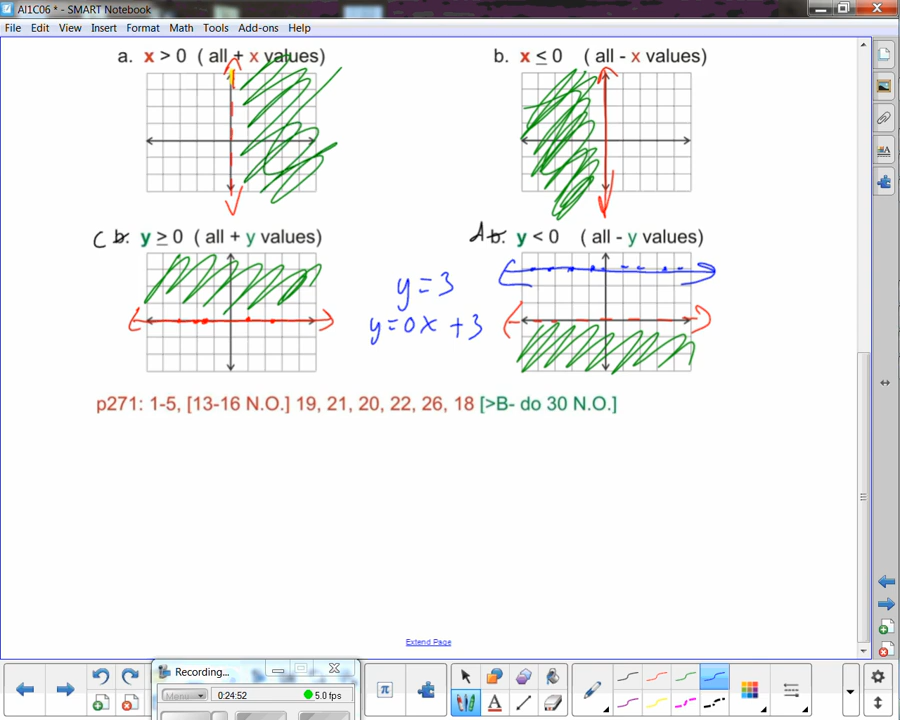 AI1C06 * - SMART Notebook
File Edit View Insert Format Math Tools Add-ons Help
a. x > 0 ( all + x values)
b. x ≤ 0 ( all - x values)
C b. y ≥ 0 ( all + y values)
d b. y < 0 ( all - y values)
y = 3
y = 0x + 3
p271: 1-5, [13-16 N.O.] 19, 21, 20, 22, 26, 18 [>B- do 30 N.O.]
Extend Page
Recording...
Menu
0:24:52
5.0 fps